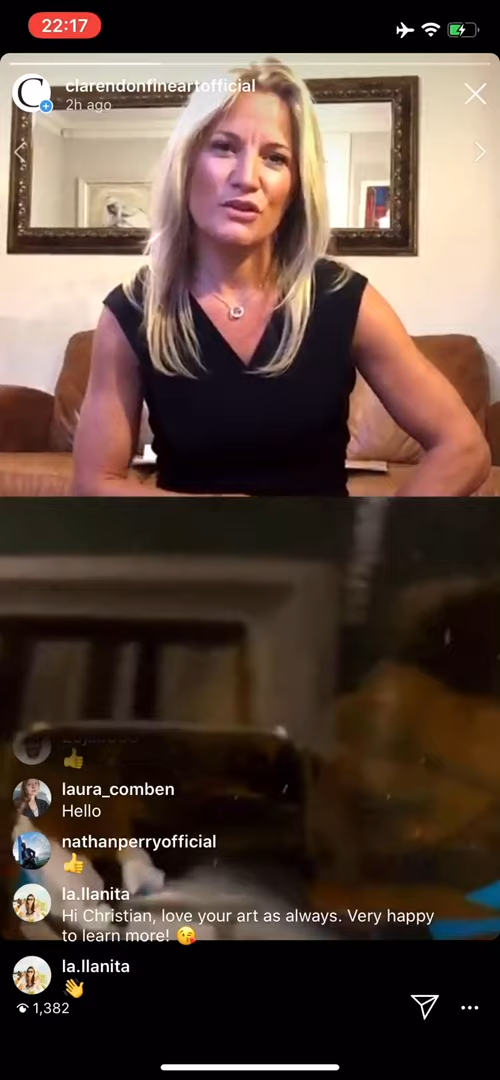 22:17
C
clarendonfineartofficial
2h ago
laura_comben
Hello
nathanperryofficial
👍
la.llanita
Hi Christian, love your art as always. Very happy
to learn more! 😘
la.llanita
👋
1,382